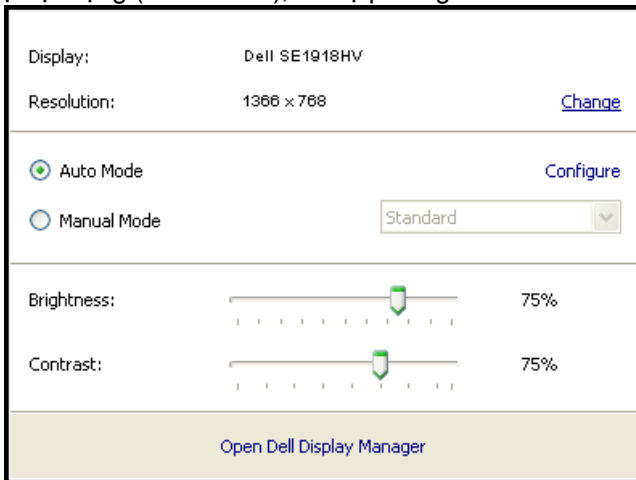 Display: Dell SE1918HV
Resolution: 1366 x 768 Change
Auto Mode Configure
Manual Mode Standard
Brightness: 75%
Contrast: 75%
Open Dell Display Manager